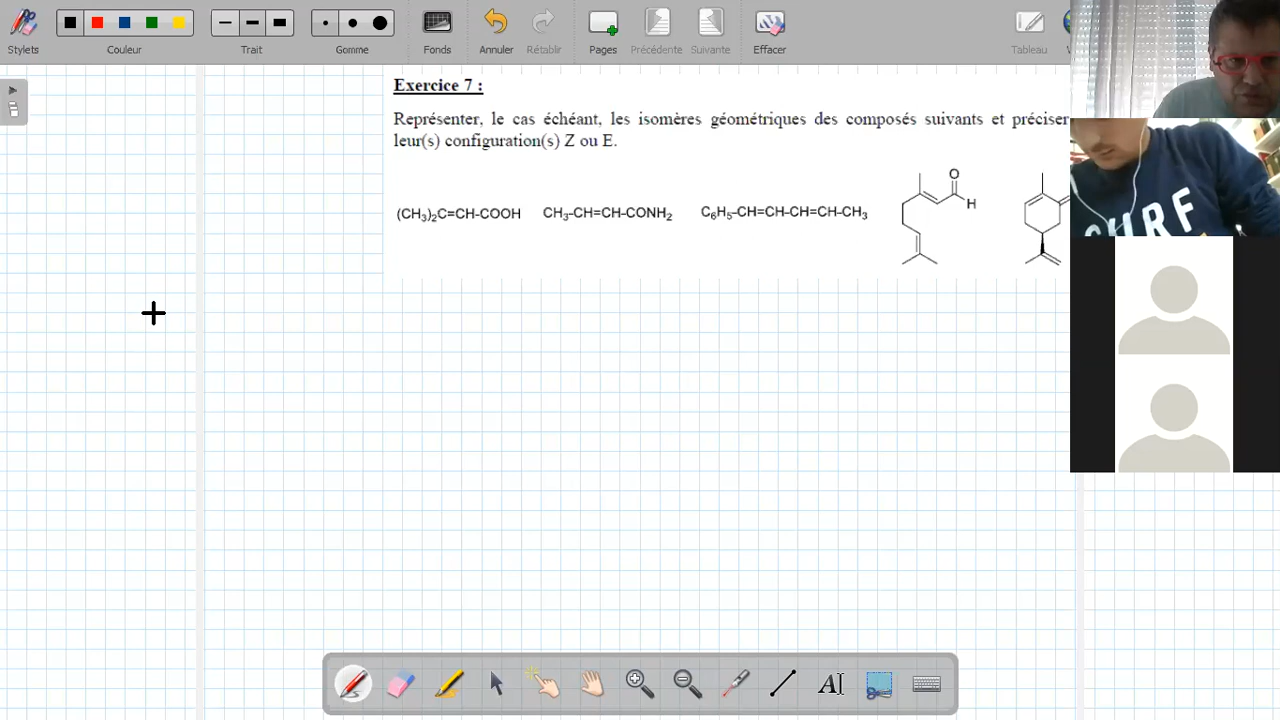 Stylets Couleur Trait Gomme Fonds Annuler Rétablir Pages Précédente Suivante Effacer Tableau
Exercice 7 :
Représenter, le cas échéant, les isomères géométriques des composés suivants et préciser
leur(s) configuration(s) Z ou E.
O
H
(CH3)2C=CH-COOH CH3-CH=CH-CONH2 C6H5-CH=CH-CH=CH-CH3
SURF
A